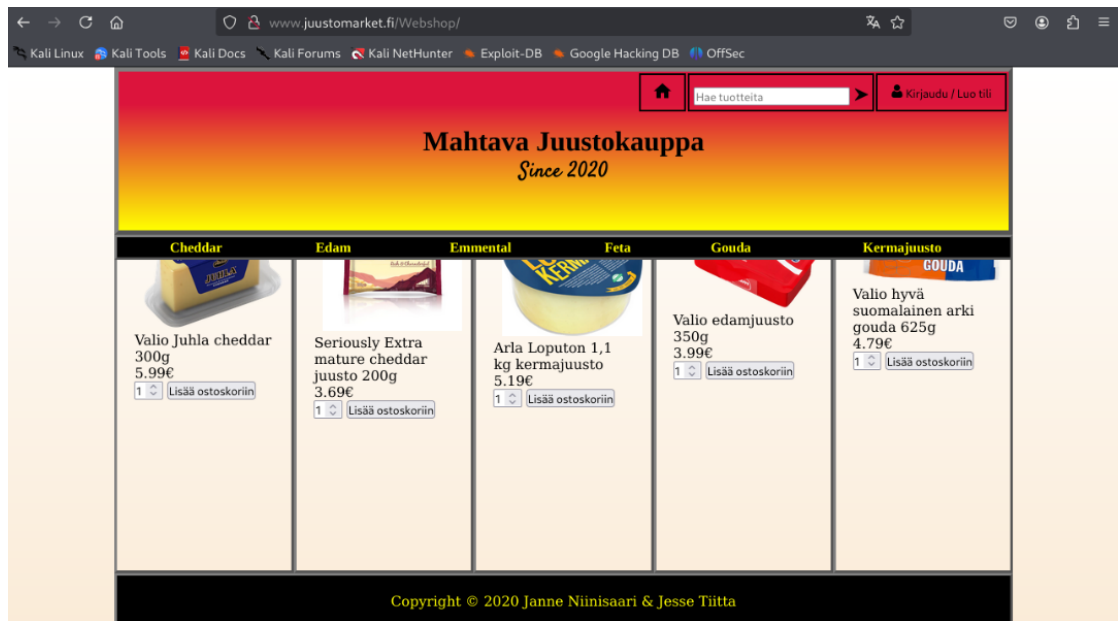 www.juustomarket.fi/Webshop/
Kali Linux Kali Tools Kali Docs Kali Forums Kali NetHunter Exploit-DB Google Hacking DB OffSec
Hae tuotteita
Kirjaudu / Luo tili
Mahtava Juustokauppa
Since 2020
Cheddar Edam Emmental Feta Gouda Kermajuusto
JUHLA
KERMA
GOUDA
Valio Juhla cheddar
300g
5.99€
1 Lisää ostoskoriin
Seriously Extra
mature cheddar
juusto 200g
3.69€
1 Lisää ostoskoriin
Arla Loputon 1,1
kg kermajuusto
5.19€
1 Lisää ostoskoriin
Valio edamjuusto
350g
3.99€
1 Lisää ostoskoriin
Valio hyvä
suomalainen arki
gouda 625g
4.79€
1 Lisää ostoskoriin
Copyright © 2020 Janne Niinisaari & Jesse Tiitta